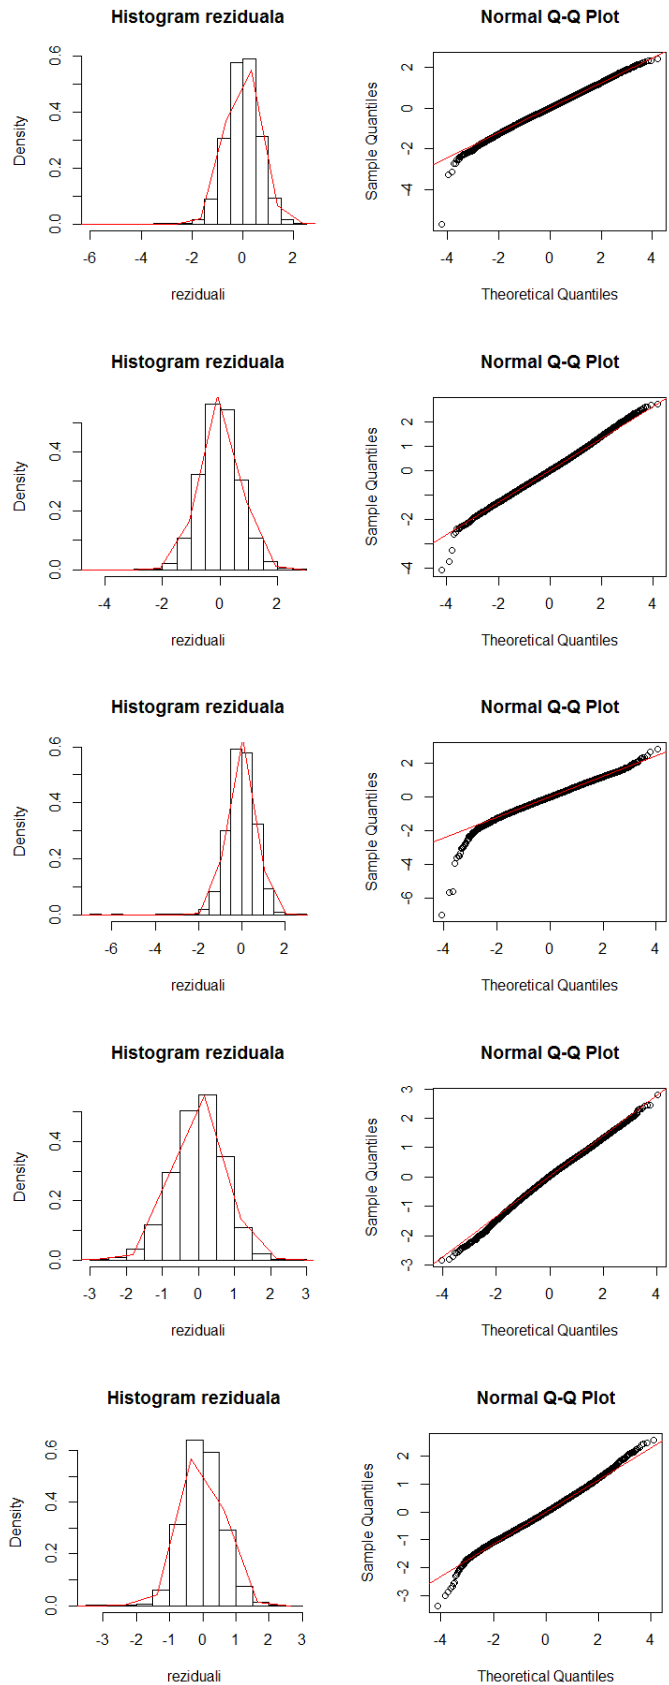 Histogram reziduala
Normal Q-Q Plot
Density
0.0 0.2 0.4 0.6
-6 -4 -2 0 2
reziduali
Sample Quantiles
-4 -2 0 2
-4 -2 0 2 4
Theoretical Quantiles
Histogram reziduala
Normal Q-Q Plot
Density
0.0 0.2 0.4
-4 -2 0 2
reziduali
Sample Quantiles
-4 -2 0 1 2
-4 -2 0 2 4
Theoretical Quantiles
Histogram reziduala
Normal Q-Q Plot
Density
0.0 0.2 0.4 0.6
-6 -4 -2 0 2
reziduali
Sample Quantiles
-6 -4 -2 0 2
-4 -2 0 2 4
Theoretical Quantiles
Histogram reziduala
Normal Q-Q Plot
Density
0.0 0.2 0.4
-3 -2 -1 0 1 2 3
reziduali
Sample Quantiles
-3 -2 -1 0 1 2 3
-4 -2 0 2 4
Theoretical Quantiles
Histogram reziduala
Normal Q-Q Plot
Density
0.0 0.2 0.4 0.6
-3 -2 -1 0 1 2 3
reziduali
Sample Quantiles
-3 -2 -1 0 1 2
-4 -2 0 2 4
Theoretical Quantiles